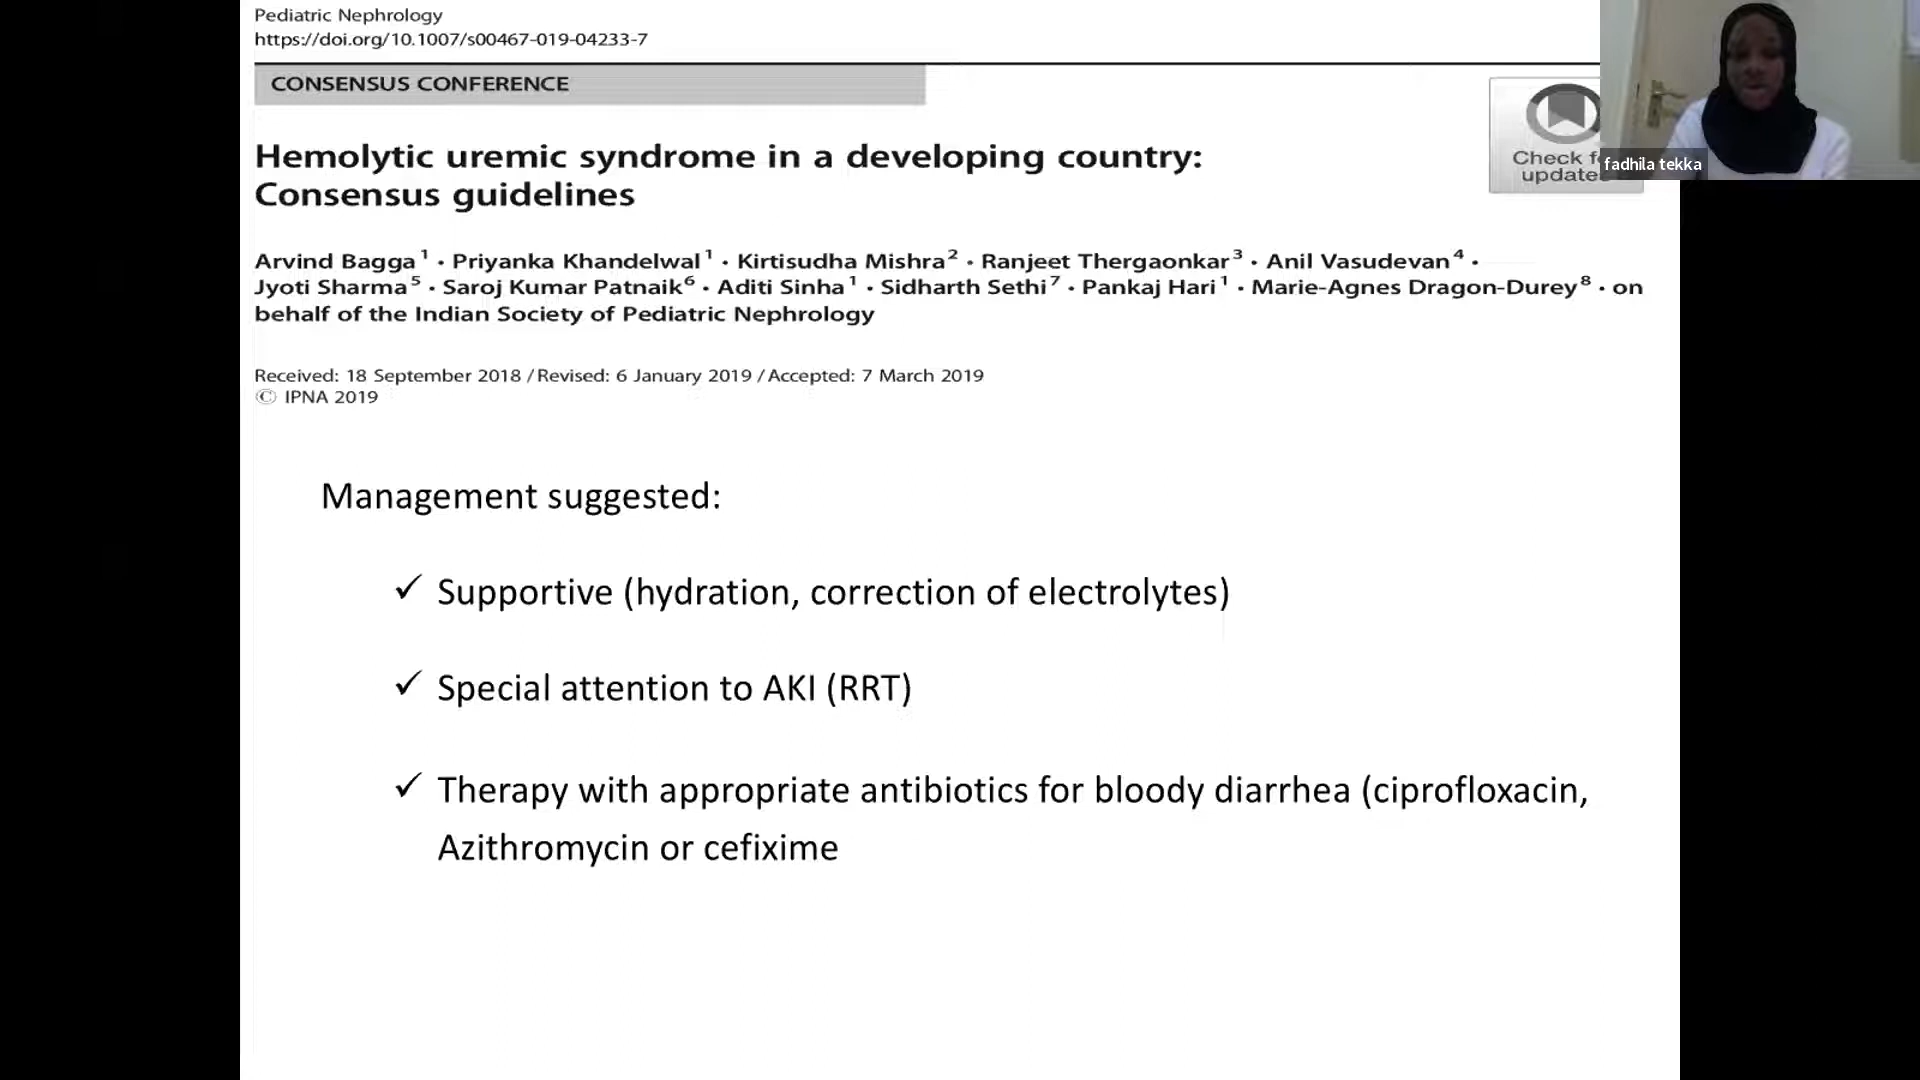 Pediatric Nephrology
https://doi.org/10.1007/s00467-019-04233-7
CONSENSUS CONFERENCE
Hemolytic uremic syndrome in a developing country:
Consensus guidelines
Check f
update
fadhila tekka
Arvind Bagga 1 • Priyanka Khandelwal 1 • Kirtisudha Mishra 2 • Ranjeet Thergaonkar 3 • Anil Vasudevan 4 •
Jyoti Sharma 5 • Saroj Kumar Patnaik 6 • Aditi Sinha 1 • Sidharth Sethi 7 • Pankaj Hari 1 • Marie-Agnes Dragon-Durey 8 • on
behalf of the Indian Society of Pediatric Nephrology
Received: 18 September 2018 / Revised: 6 January 2019 / Accepted: 7 March 2019
© IPNA 2019
Management suggested:
✓ Supportive (hydration, correction of electrolytes)
✓ Special attention to AKI (RRT)
✓ Therapy with appropriate antibiotics for bloody diarrhea (ciprofloxacin,
Azithromycin or cefixime